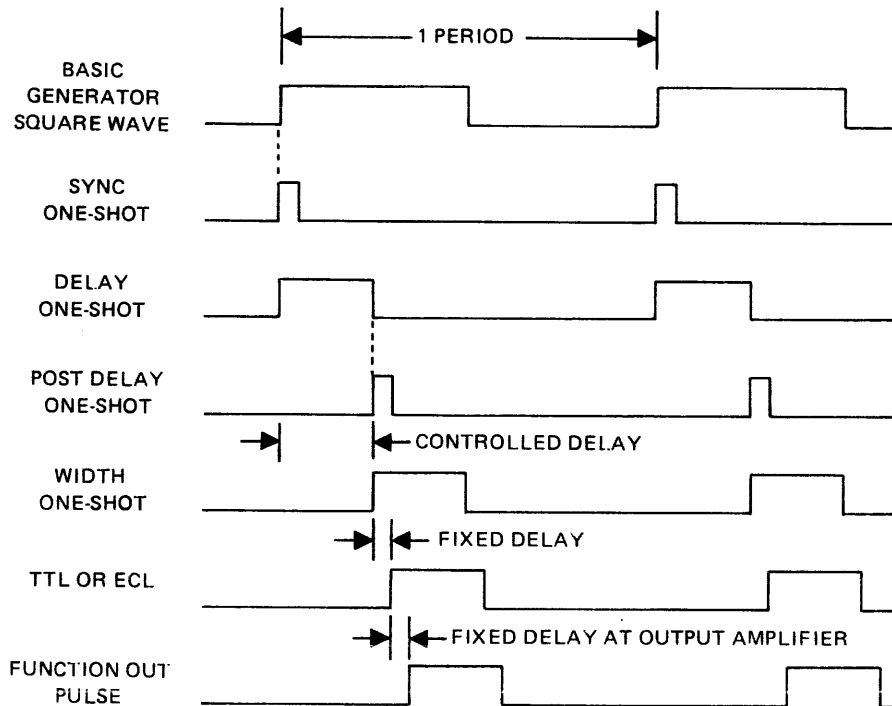 1 PERIOD
BASIC
GENERATOR
SQUARE WAVE
SYNC
ONE-SHOT
DELAY
ONE-SHOT
POST DELAY
ONE-SHOT
CONTROLLED DELAY
WIDTH
ONE-SHOT
FIXED DELAY
TTL OR ECL
FIXED DELAY AT OUTPUT AMPLIFIER
FUNCTION OUT
PULSE